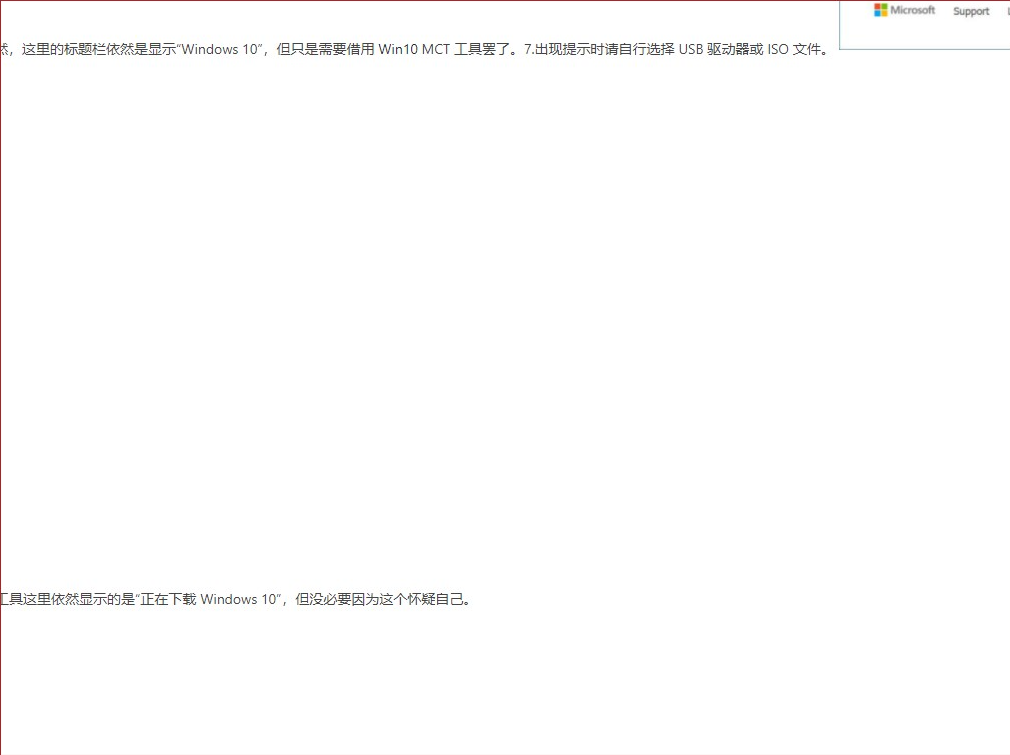 Microsoft Support
，这里的标题栏依然是显示“Windows 10”，但只是需要借用 Win10 MCT 工具罢了。7.出现提示时请自行选择 USB 驱动器或 ISO 文件。
工具这里依然显示的是“正在下载 Windows 10”，但没必要因为这个怀疑自己。